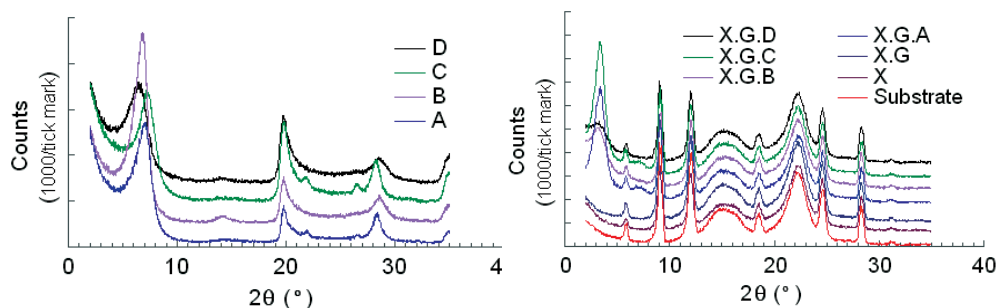 Counts
(1000/tick mark)
D
C
B
A
0
10
20
30
4
2θ (°)
Counts
(1000/tick mark)
X.G.D
X.G.C
X.G.B
X.G.A
X.G
X
Substrate
0
10
20
30
40
2θ (°)